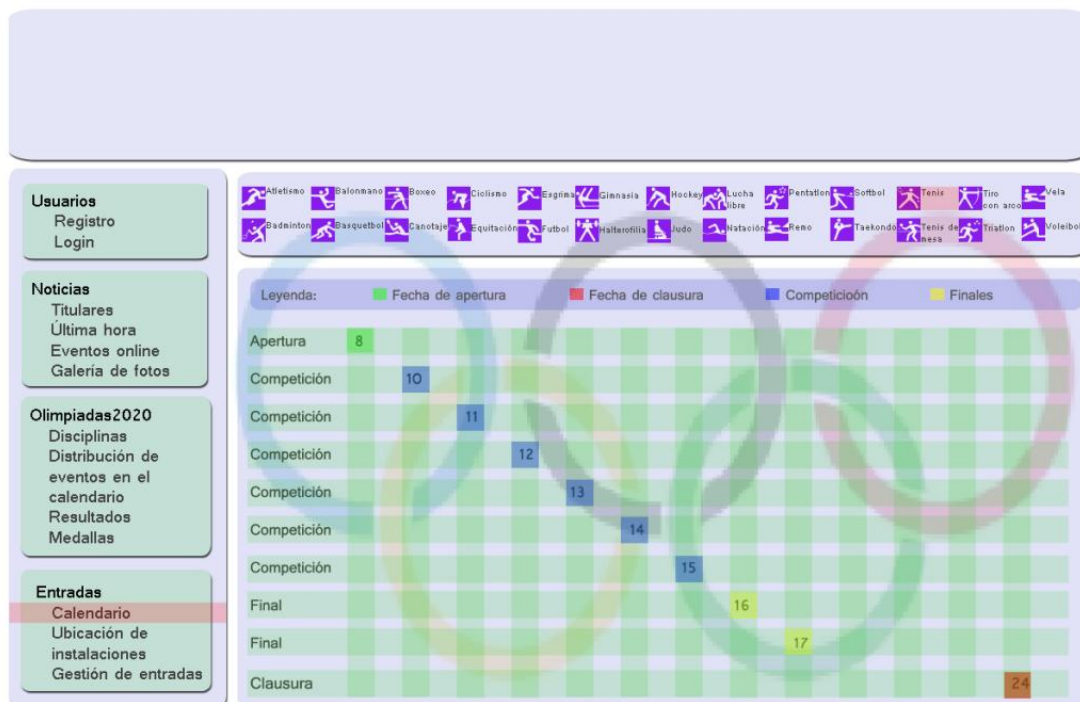 Usuarios
Registro
Login
Noticias
Titulares
Última hora
Eventos online
Galería de fotos
Olimpiadas2020
Disciplinas
Distribución de
eventos en el
calendario
Resultados
Medallas
Entradas
Calendario
Ubicación de
instalaciones
Gestión de entradas
Atletismo Balonmano Boxeo Ciclismo Esgrima Gimnasia Hockey Lucha libre Pentatlon Softbol Tenis Tiro con arco Vela
Badminton Basquetbol Canotaje Equitación Futbol Halterofilia Judo Natación Remo Taekondó Tenis de mesa Triatlon Voleibol
Leyenda: Fecha de apertura Fecha de clausura Competicioón Finales
Apertura 8
Competición 10
Competición 11
Competición 12
Competición 13
Competición 14
Competición 15
Final 16
Final 17
Clausura 24